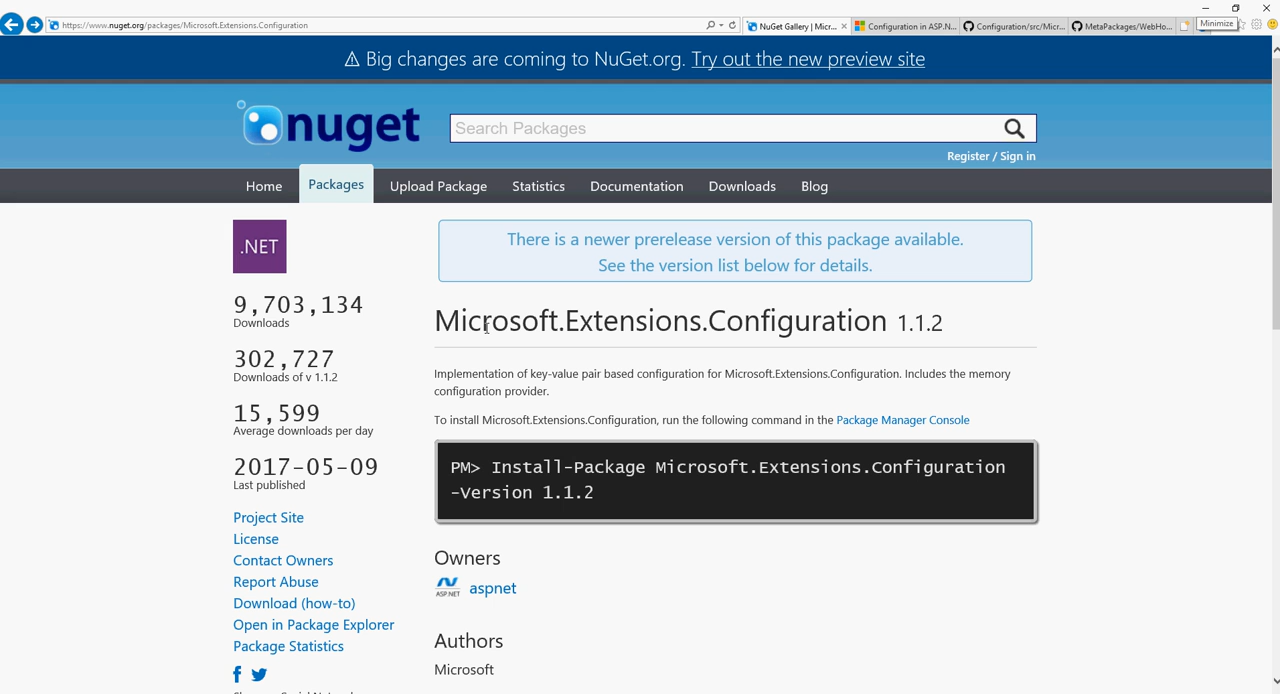 https://www.nuget.org/packages/Microsoft.Extensions.Configuration
NuGet Gallery | Micr...
Configuration in ASP.N...
Configuration/src/Micr...
MetaPackages/WebHo...
Minimize
⚠ Big changes are coming to NuGet.org. Try out the new preview site
nuget
Search Packages
Register / Sign in
Home
Packages
Upload Package
Statistics
Documentation
Downloads
Blog
.NET
There is a newer prerelease version of this package available.
See the version list below for details.
9,703,134
Downloads
302,727
Downloads of v 1.1.2
15,599
Average downloads per day
2017-05-09
Last published
Project Site
License
Contact Owners
Report Abuse
Download (how-to)
Open in Package Explorer
Package Statistics
Microsoft.Extensions.Configuration 1.1.2
Implementation of key-value pair based configuration for Microsoft.Extensions.Configuration. Includes the memory
configuration provider.
To install Microsoft.Extensions.Configuration, run the following command in the Package Manager Console
PM> Install-Package Microsoft.Extensions.Configuration
-Version 1.1.2
Owners
ASP.NET
aspnet
Authors
Microsoft